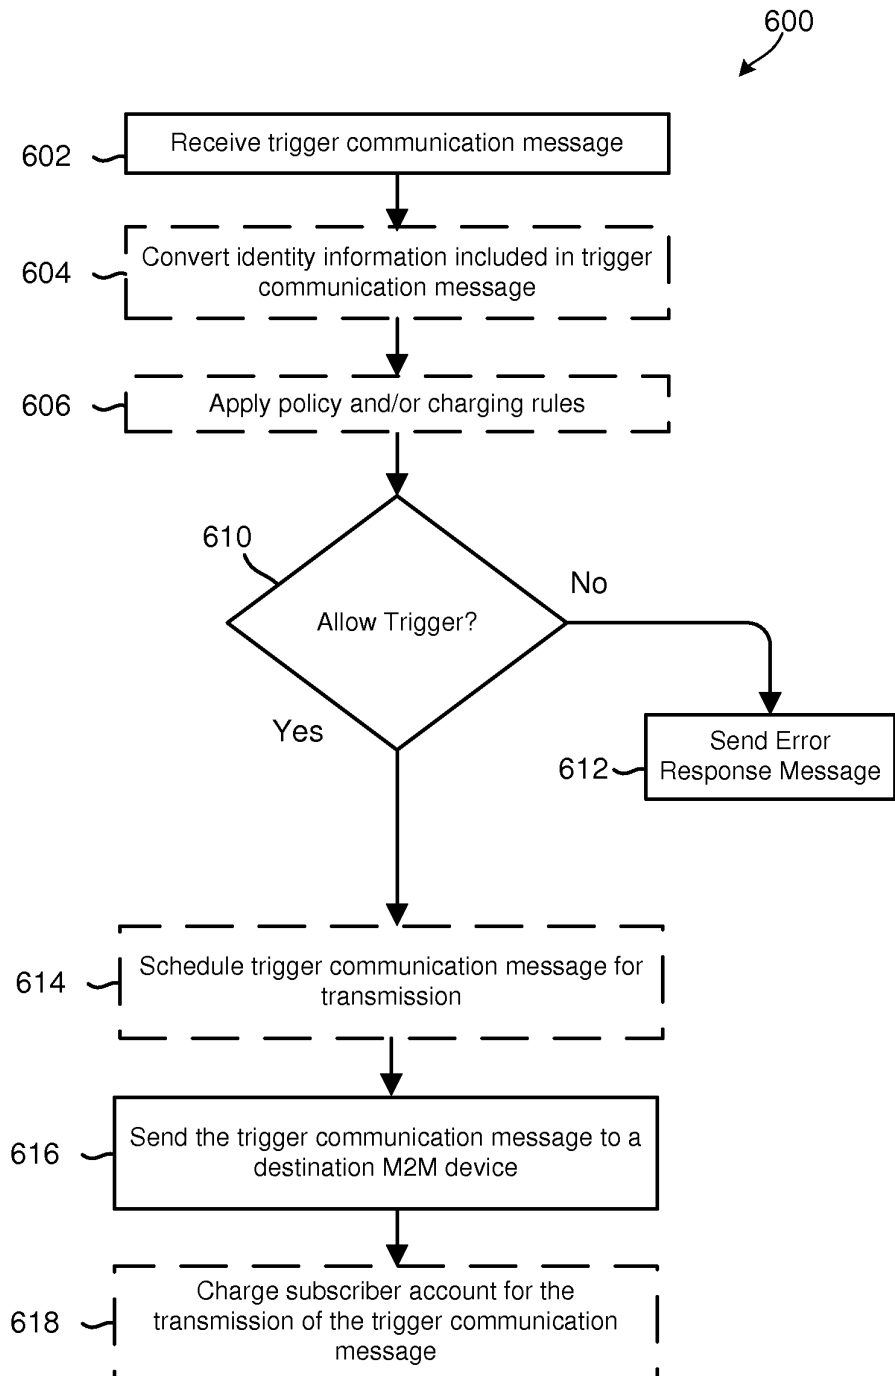 600
602
Receive trigger communication message
604
Convert identity information included in trigger
communication message
606
Apply policy and/or charging rules
610
Allow Trigger?
No
Yes
612
Send Error
Response Message
614
Schedule trigger communication message for
transmission
616
Send the trigger communication message to a
destination M2M device
618
Charge subscriber account for the
transmission of the trigger communication
message